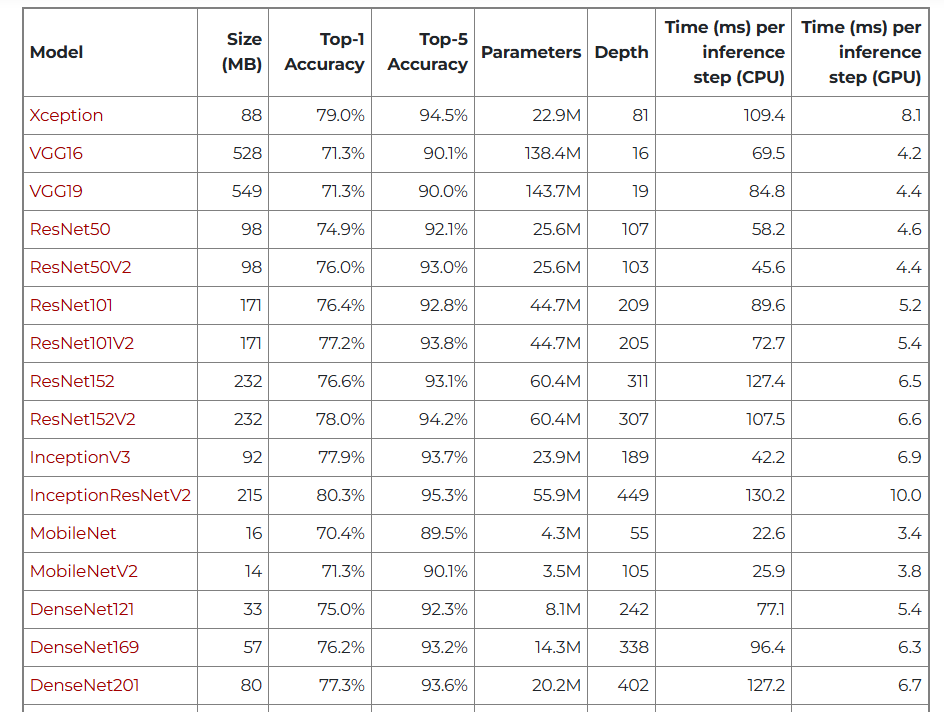 Model Size (MB) Top-1 Accuracy Top-5 Accuracy Parameters Depth Time (ms) per inference step (CPU) Time (ms) per inference step (GPU)
Xception 88 79.0% 94.5% 22.9M 81 109.4 8.1
VGG16 528 71.3% 90.1% 138.4M 16 69.5 4.2
VGG19 549 71.3% 90.0% 143.7M 19 84.8 4.4
ResNet50 98 74.9% 92.1% 25.6M 107 58.2 4.6
ResNet50V2 98 76.0% 93.0% 25.6M 103 45.6 4.4
ResNet101 171 76.4% 92.8% 44.7M 209 89.6 5.2
ResNet101V2 171 77.2% 93.8% 44.7M 205 72.7 5.4
ResNet152 232 76.6% 93.1% 60.4M 311 127.4 6.5
ResNet152V2 232 78.0% 94.2% 60.4M 307 107.5 6.6
InceptionV3 92 77.9% 93.7% 23.9M 189 42.2 6.9
InceptionResNetV2 215 80.3% 95.3% 55.9M 449 130.2 10.0
MobileNet 16 70.4% 89.5% 4.3M 55 22.6 3.4
MobileNetV2 14 71.3% 90.1% 3.5M 105 25.9 3.8
DenseNet121 33 75.0% 92.3% 8.1M 242 77.1 5.4
DenseNet169 57 76.2% 93.2% 14.3M 338 96.4 6.3
DenseNet201 80 77.3% 93.6% 20.2M 402 127.2 6.7